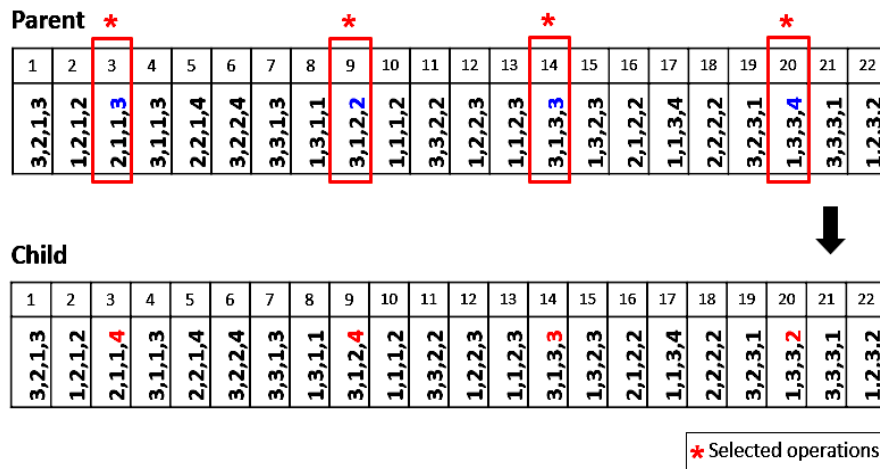 Parent * * * *
1 2 3 4 5 6 7 8 9 10 11 12 13 14 15 16 17 18 19 20 21 22
3,2,1,3 1,2,1,2 2,1,1,3 3,1,1,3 2,2,1,4 3,2,2,4 3,3,1,3 1,3,1,1 3,1,2,2 1,1,1,2 3,3,2,2 1,2,2,3 1,1,2,3 3,1,3,3 1,3,2,3 2,1,2,2 1,1,3,4 2,2,2,2 3,2,3,1 1,3,3,4 3,3,3,1 1,2,3,2
Child
1 2 3 4 5 6 7 8 9 10 11 12 13 14 15 16 17 18 19 20 21 22
3,2,1,3 1,2,1,2 2,1,1,4 3,1,1,3 2,2,1,4 3,2,2,4 3,3,1,3 1,3,1,1 3,1,2,4 1,1,1,2 3,3,2,2 1,2,2,3 1,1,2,3 3,1,3,3 1,3,2,3 2,1,2,2 1,1,3,4 2,2,2,2 3,2,3,1 1,3,3,2 3,3,3,1 1,2,3,2
* Selected operations